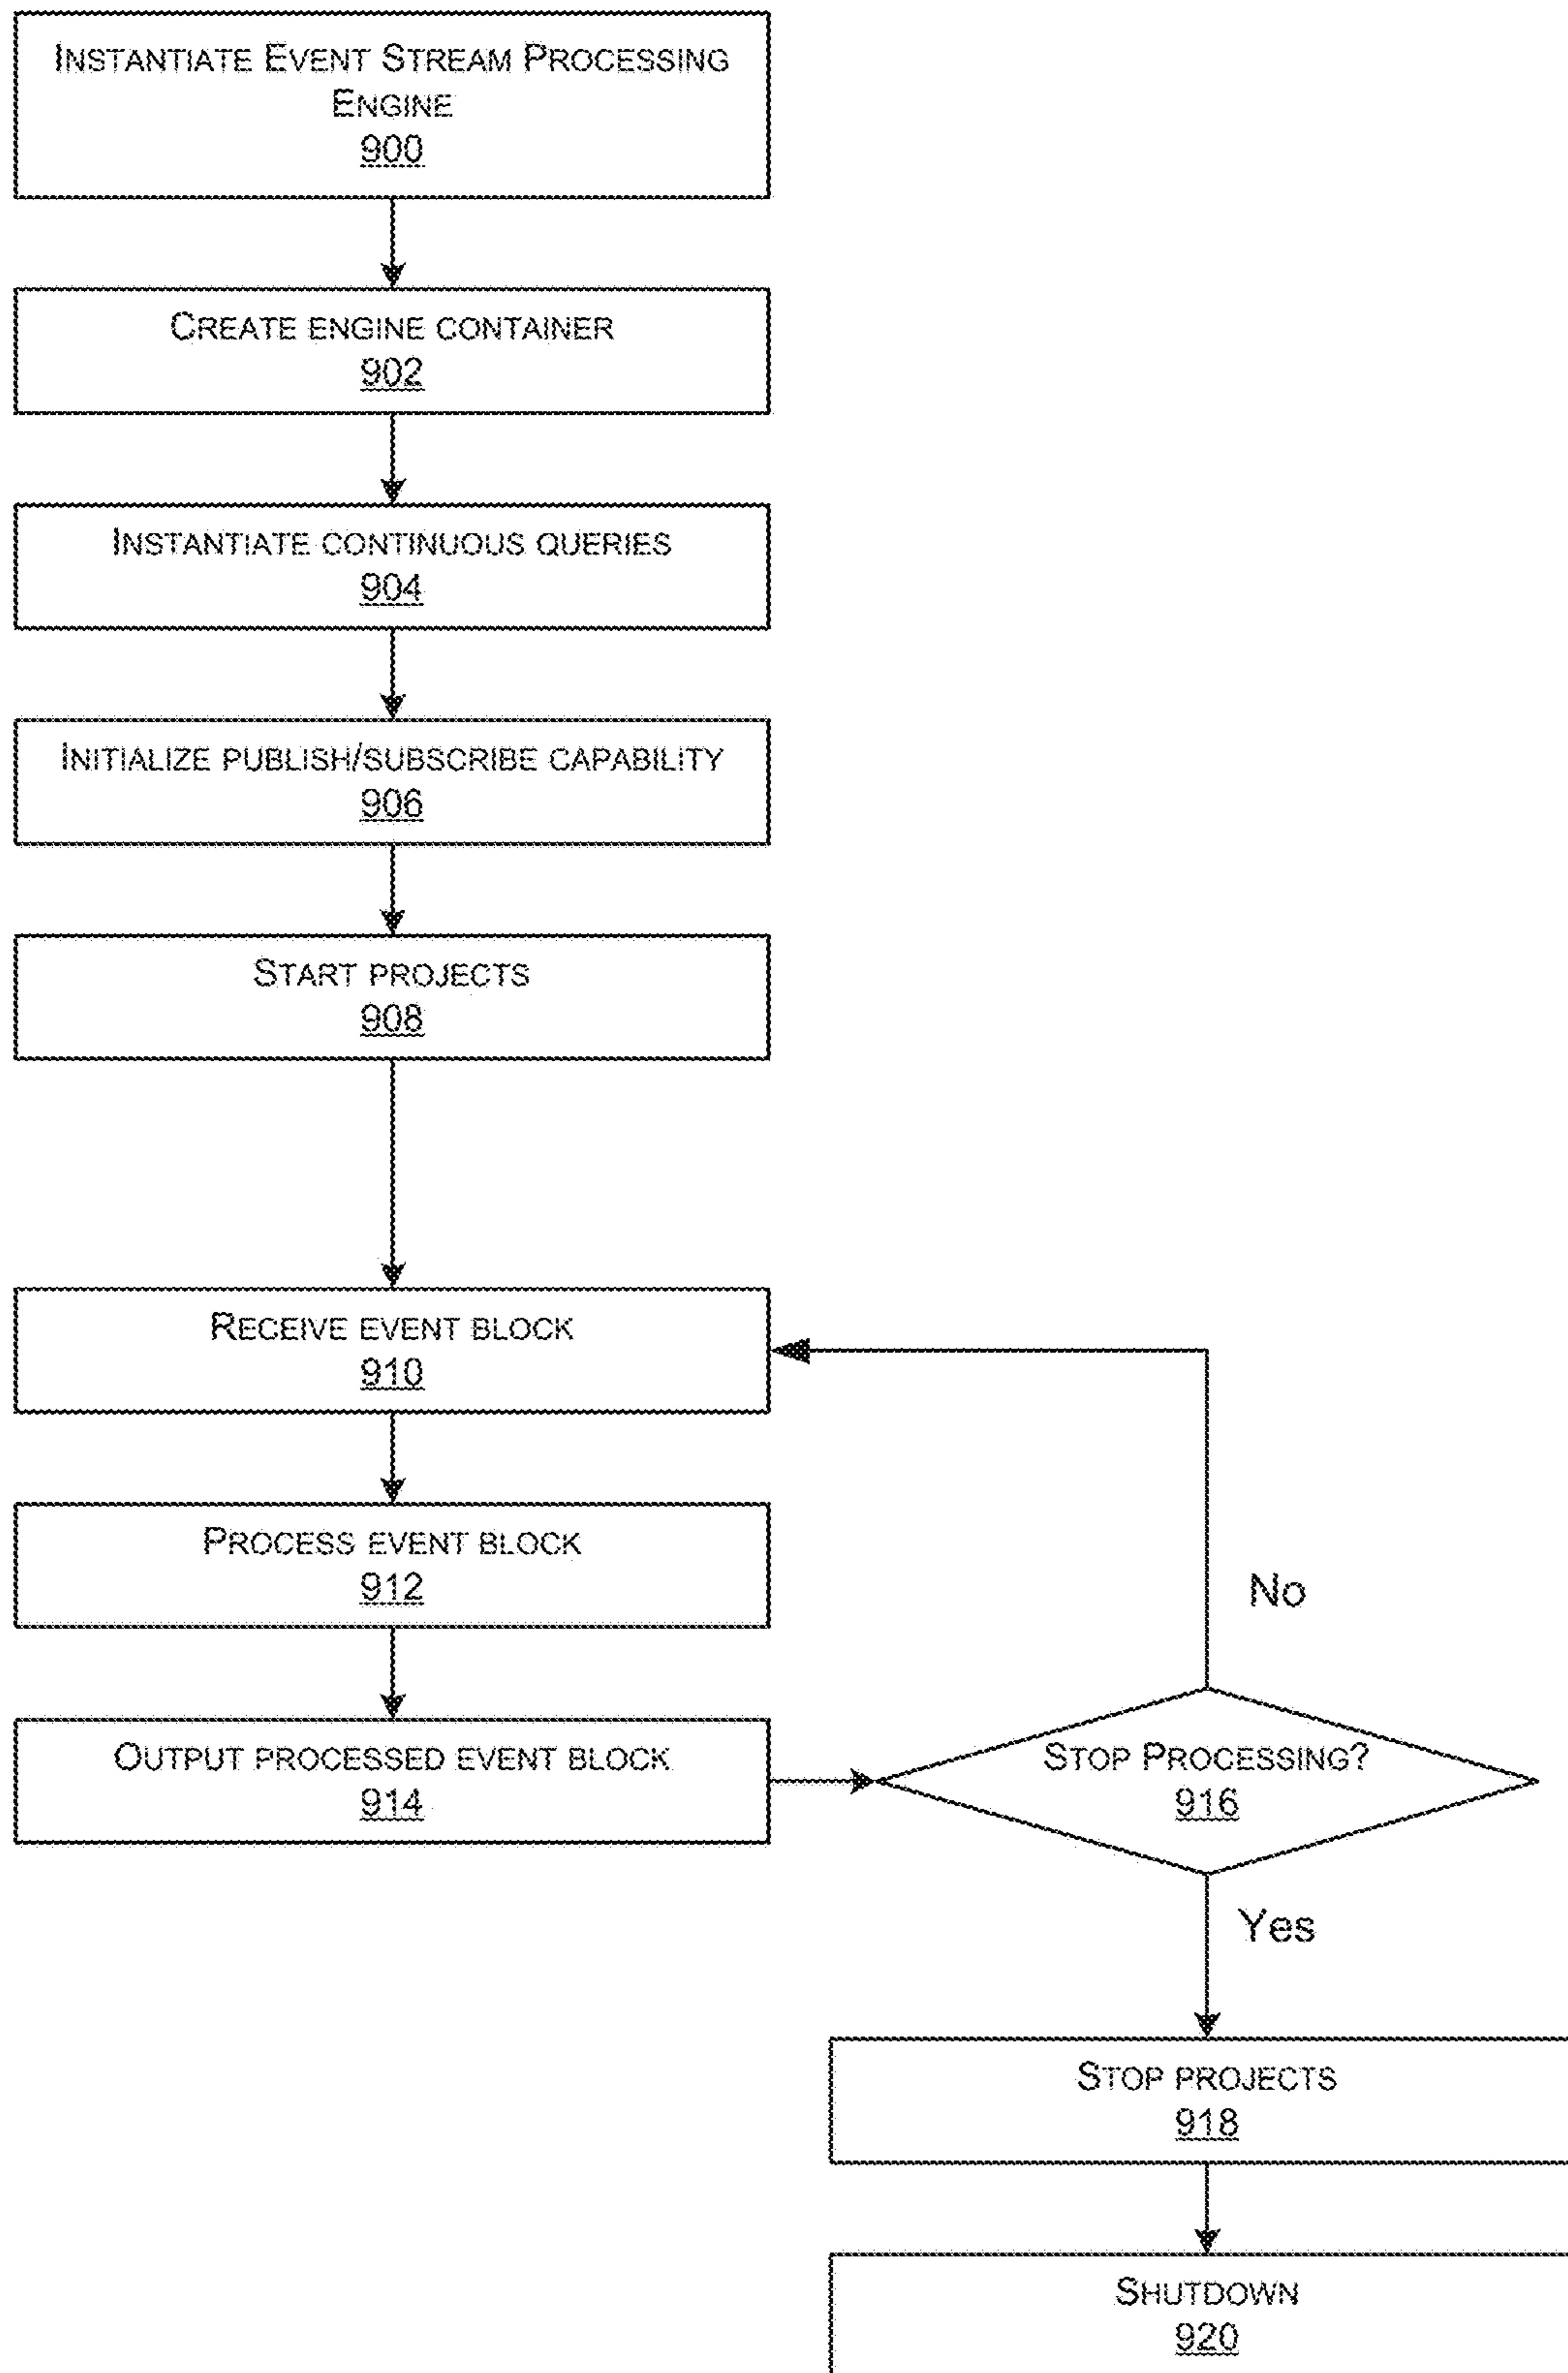 INSTANTIATE EVENT STREAM PROCESSING
ENGINE
900
CREATE ENGINE CONTAINER
902
INSTANTIATE CONTINUOUS QUERIES
904
INITIALIZE PUBLISH/SUBSCRIBE CAPABILITY
906
START PROJECTS
908
RECEIVE EVENT BLOCK
910
PROCESS EVENT BLOCK
912
No
OUTPUT PROCESSED EVENT BLOCK
914
STOP PROCESSING?
916
Yes
STOP PROJECTS
918
SHUTDOWN
920